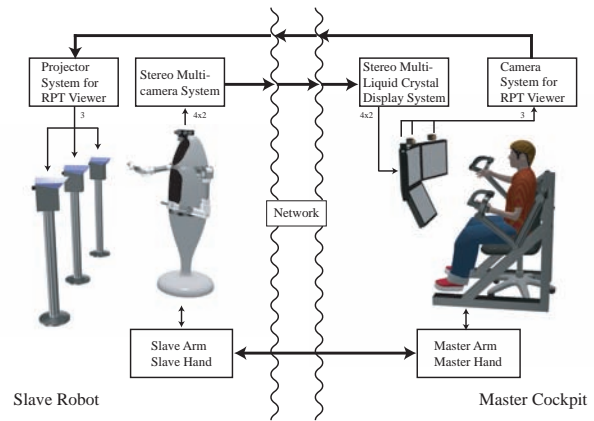 Projector
System for
RPT Viewer
Stereo Multi-
camera System
Stereo Multi-
Liquid Crystal
Display System
Camera
System for
RPT Viewer
3
4x2
4x2
3
Network
Slave Arm
Slave Hand
Master Arm
Master Hand
Slave Robot
Master Cockpit